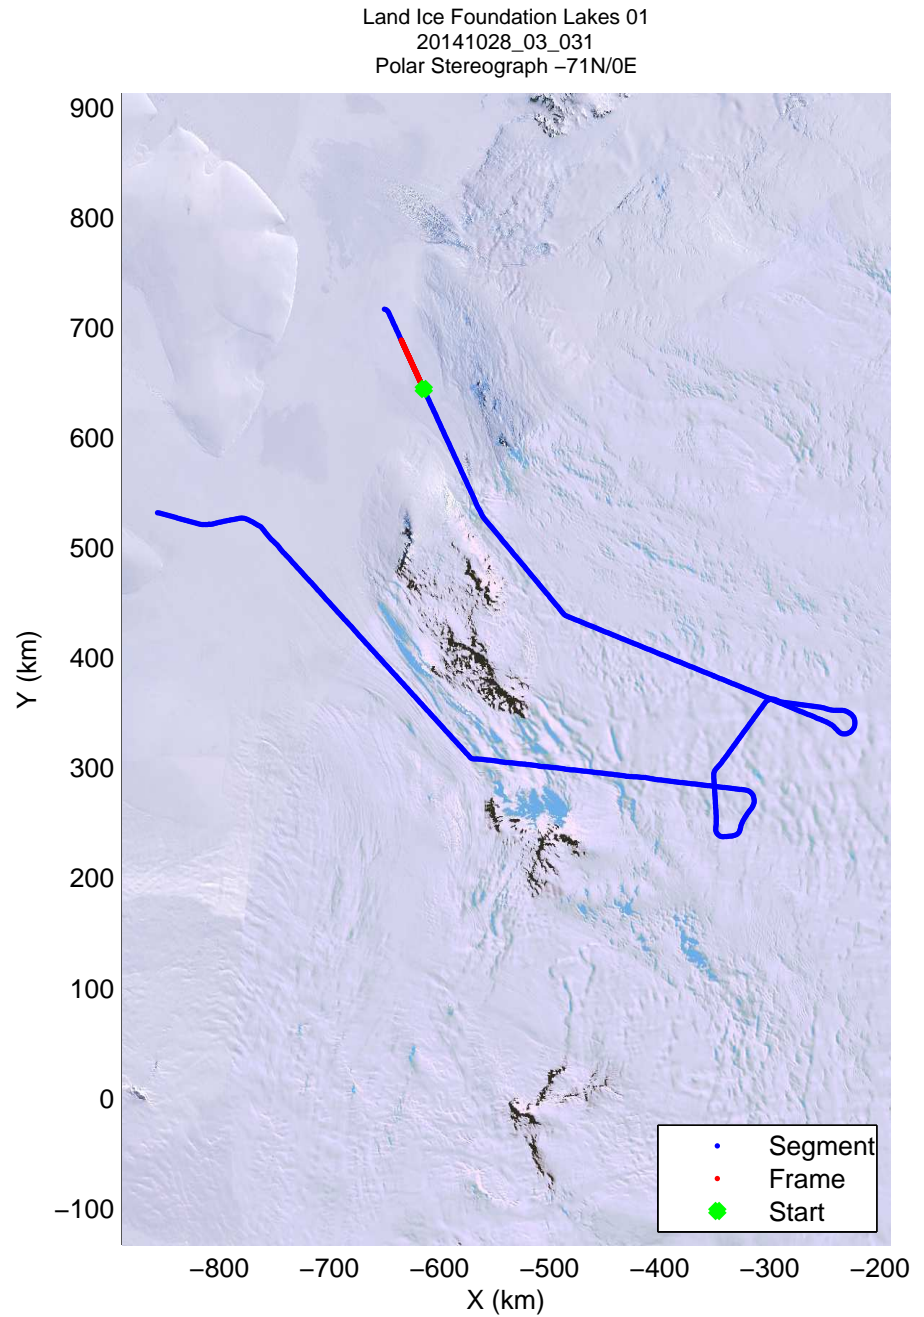 Land Ice Foundation Lakes 01
20141028_03_031
Polar Stereograph −71N/0E
900
800
700
600
500
400
300
200
100
0
−100
Y (km)
Segment
Frame
Start
−800 −700 −600 −500 −400 −300 −200
X (km)